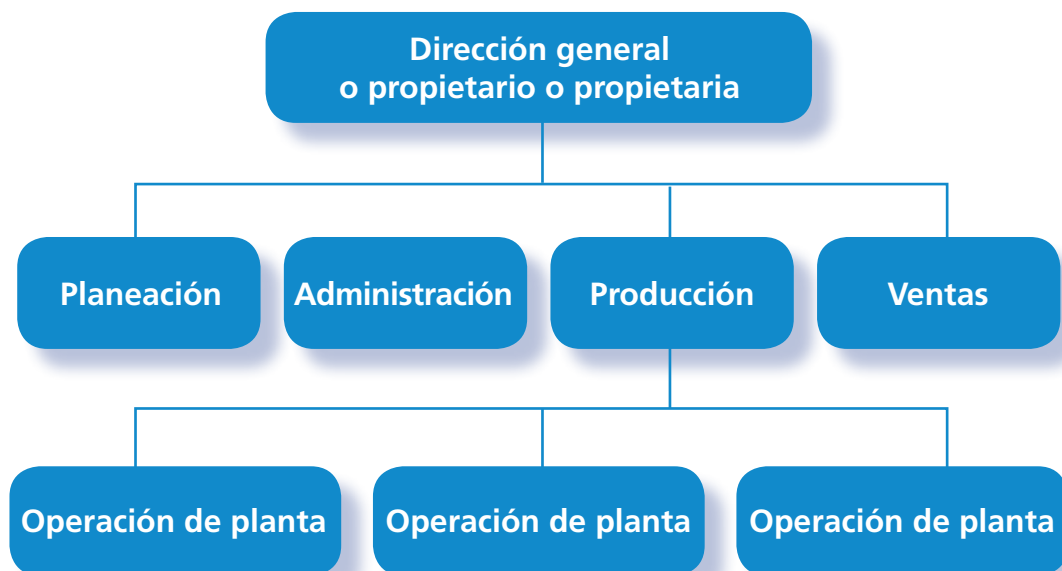 Dirección general
o propietario o propietaria
Planeación
Administración
Producción
Ventas
Operación de planta
Operación de planta
Operación de planta